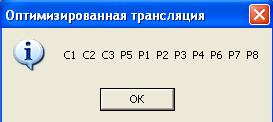 Оптимизированная трансляция
C1 C2 C3 P5 P1 P2 P3 P4 P6 P7 P8
OK